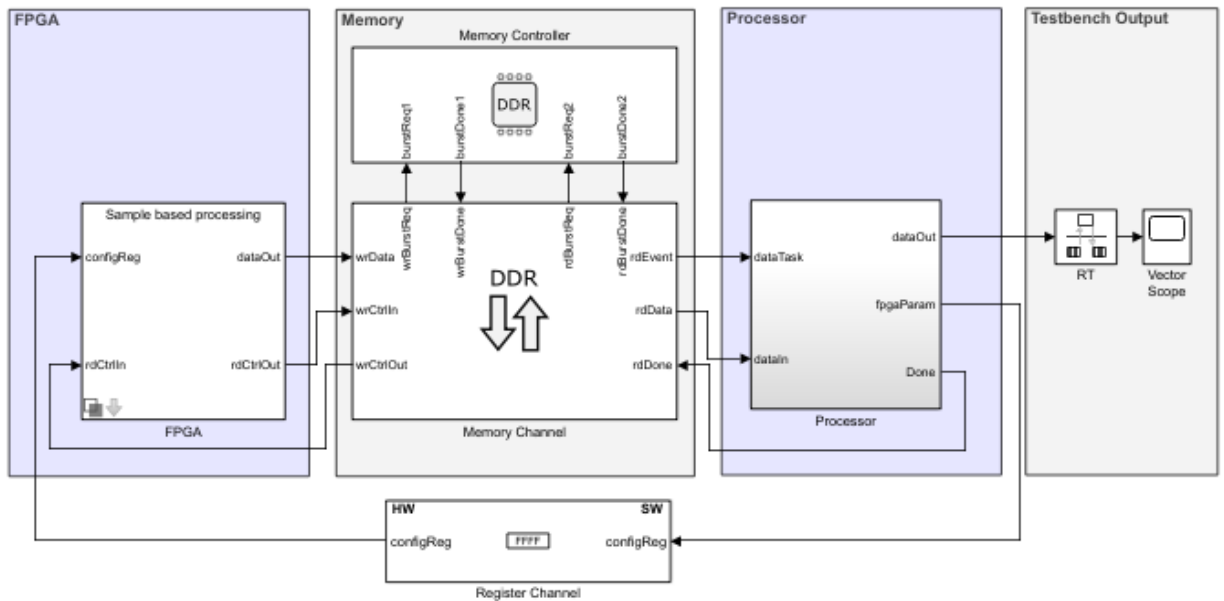 FPGA
Memory
Processor
Testbench Output
Memory Controller
DDR
burstReq1
burstDone1
burstReq2
burstDone2
Sample based processing
configReg
dataOut
rdCtrlIn
rdCtrlOut
FPGA
wrBurstReq
wrBurstDone
rdBurstReq
rdBurstDone
wrData
rdEvent
DDR
wrCtrlIn
rdData
wrCtrlOut
rdDone
Memory Channel
dataOut
dataTask
fpgaParam
dataIn
Done
Processor
RT
Vector
Scope
HW
SW
configReg
FFFF
configReg
Register Channel